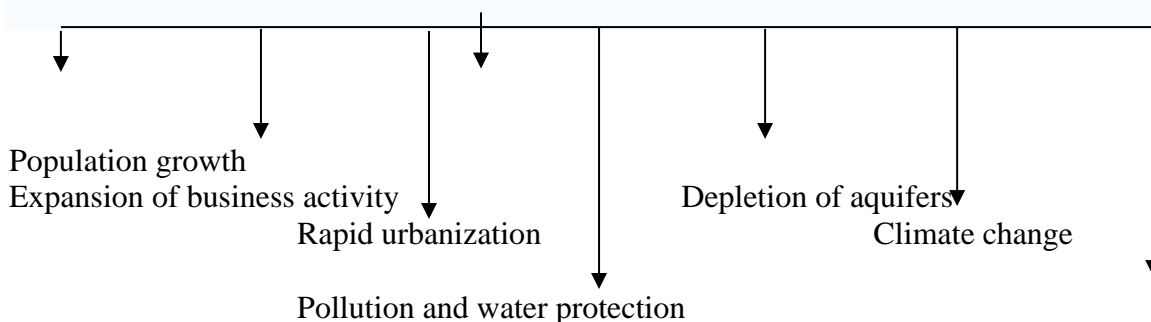 Population growth
Expansion of business activity
Depletion of aquifers
Rapid urbanization
Climate change
Pollution and water protection